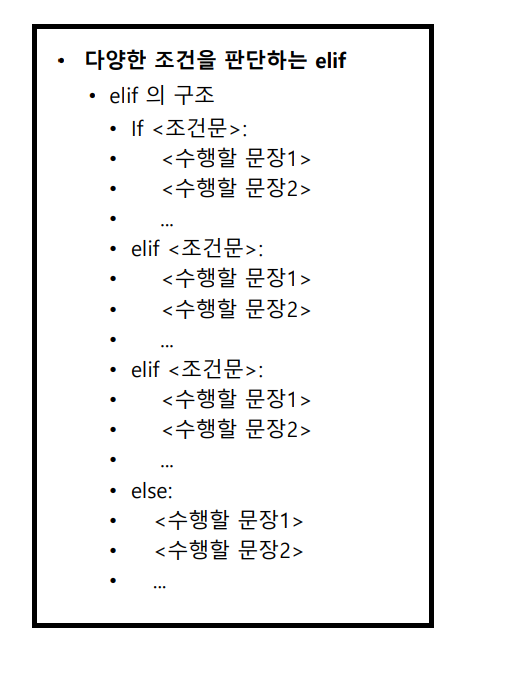 • 다양한 조건을 판단하는 elif
• elif 의 구조
• If <조건문>:
• <수행할 문장1>
• <수행할 문장2>
• ...
• elif <조건문>:
• <수행할 문장1>
• <수행할 문장2>
• ...
• elif <조건문>:
• <수행할 문장1>
• <수행할 문장2>
• ...
• else:
• <수행할 문장1>
• <수행할 문장2>
• ...